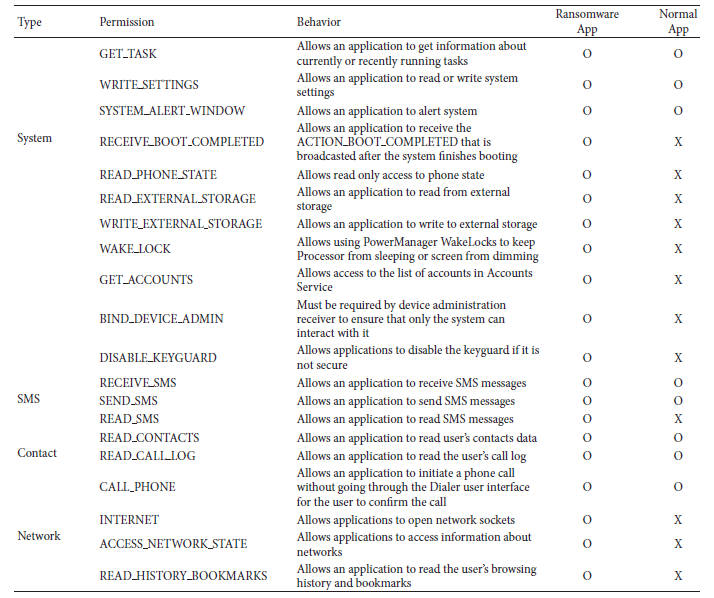 Type Permission Behavior Ransomware App Normal App
GET_TASK Allows an application to get information about currently or recently running tasks O O
WRITE_SETTINGS Allows an application to read or write system settings O O
SYSTEM_ALERT_WINDOW Allows an application to alert system O O
System RECEIVE_BOOT_COMPLETED Allows an application to receive the ACTION_BOOT_COMPLETED that is broadcasted after the system finishes booting O X
READ_PHONE_STATE Allows read only access to phone state O X
READ_EXTERNAL_STORAGE Allows an application to read from external storage O X
WRITE_EXTERNAL_STORAGE Allows an application to write to external storage O X
WAKE_LOCK Allows using PowerManager WakeLocks to keep Processor from sleeping or screen from dimming O X
GET_ACCOUNTS Allows access to the list of accounts in Accounts Service O X
BIND_DEVICE_ADMIN Must be required by device administration receiver to ensure that only the system can interact with it O X
DISABLE_KEYGUARD Allows applications to disable the keyguard if it is not secure O X
RECEIVE_SMS Allows an application to receive SMS messages O O
SMS SEND_SMS Allows an application to send SMS messages O O
READ_SMS Allows an application to read SMS messages O X
READ_CONTACTS Allows an application to read user's contacts data O O
Contact READ_CALL_LOG Allows an application to read the user's call log O O
CALL_PHONE Allows an application to initiate a phone call without going through the Dialer user interface for the user to confirm the call O O
INTERNET Allows applications to open network sockets O X
Network ACCESS_NETWORK_STATE Allows applications to access information about networks O X
READ_HISTORY_BOOKMARKS Allows an application to read the user's browsing history and bookmarks O X